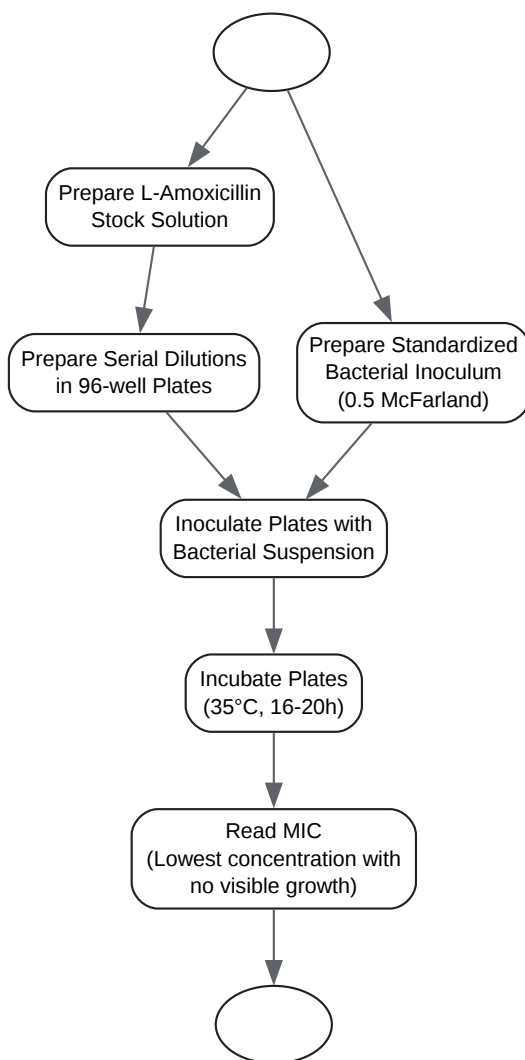 Prepare L-Amoxicillin
Stock Solution
Prepare Serial Dilutions
in 96-well Plates
Prepare Standardized
Bacterial Inoculum
(0.5 McFarland)
Inoculate Plates with
Bacterial Suspension
Incubate Plates
(35°C, 16-20h)
Read MIC
(Lowest concentration with
no visible growth)